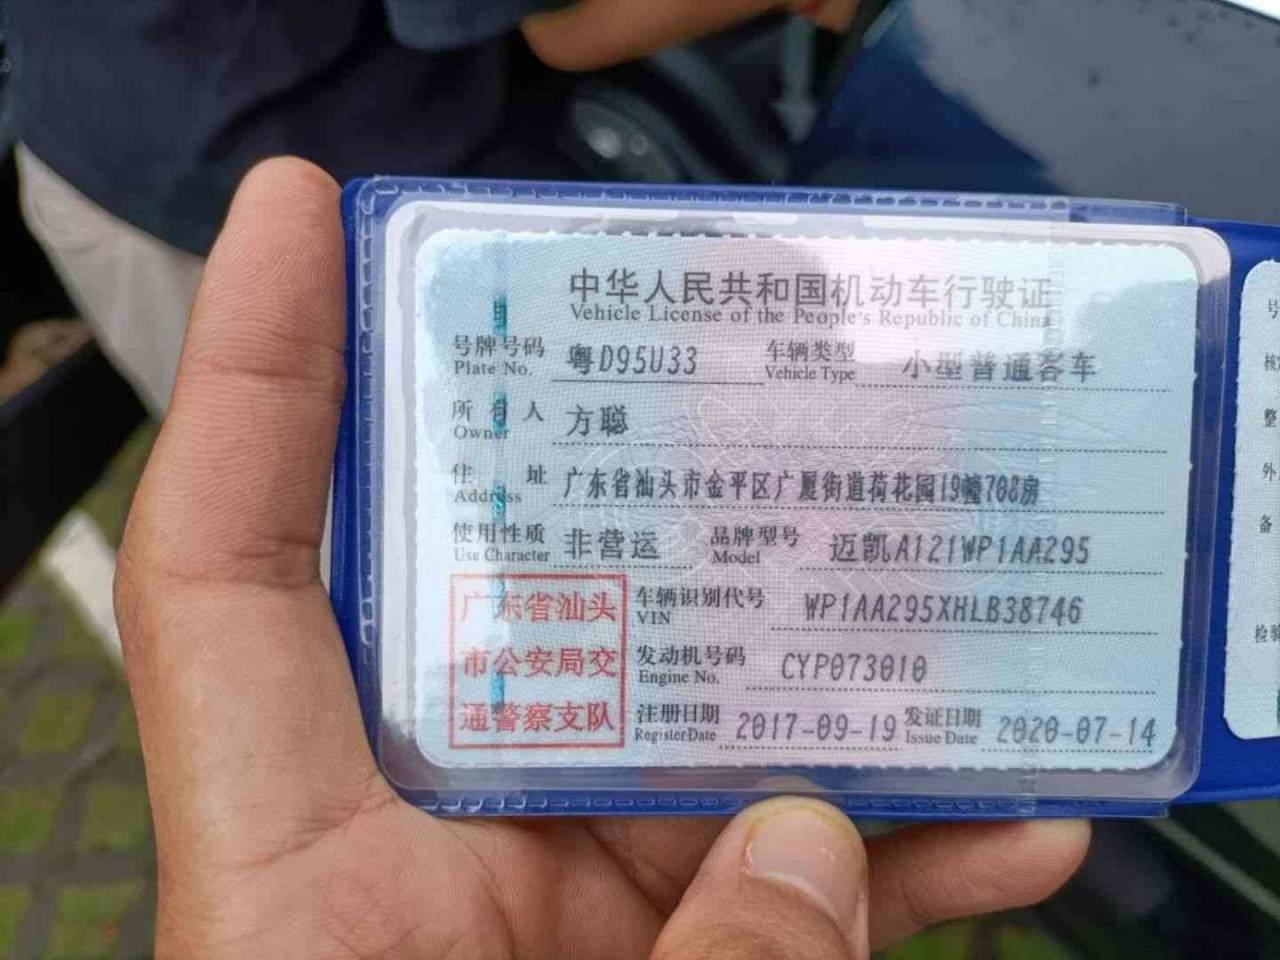 中华人民共和国机动车行驶证
Vehicle License of the People's Republic of China
号牌号码 粤D95U33 车辆类型 小型普通客车
Plate No. Vehicle Type
所有人 方聪
Owner
住址 广东省汕头市金平区广厦街道荷花园19幢708房
Address
使用性质 非营运 品牌型号 迈凯A121WP1AA295
Use Character Model
广东省汕头 车辆识别代号 WP1AA295XHLB38746
VIN
市公安局交 发动机号码 CYP073010
Engine No.
通警察支队 注册日期 2017-09-19 发证日期 2020-07-14
Register Date Issue Date
号
核
整
外
备
检验